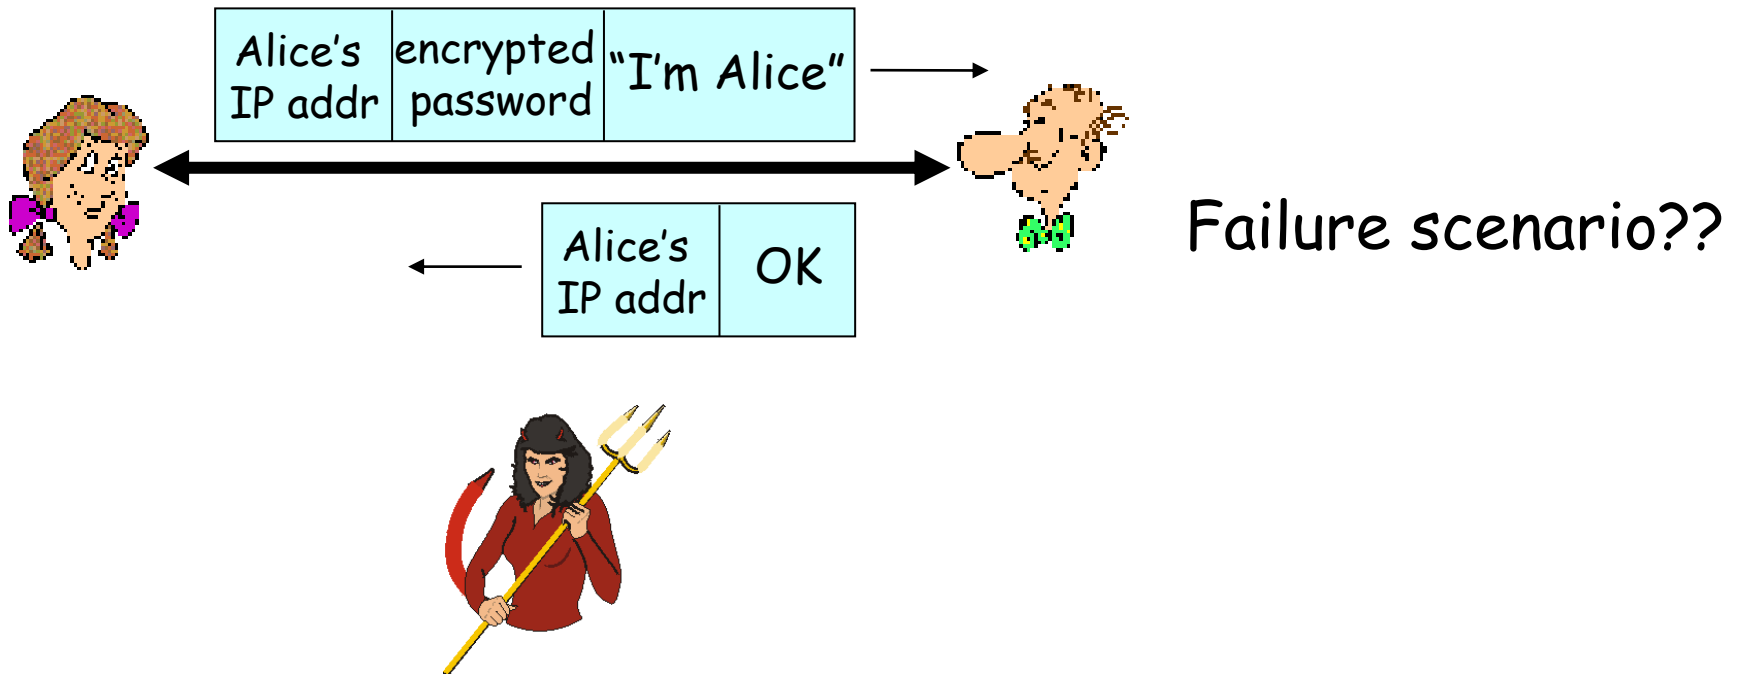 Alice's
IP addr
encrypted
password
“I'm Alice”
Alice's
IP addr
OK
Failure scenario??